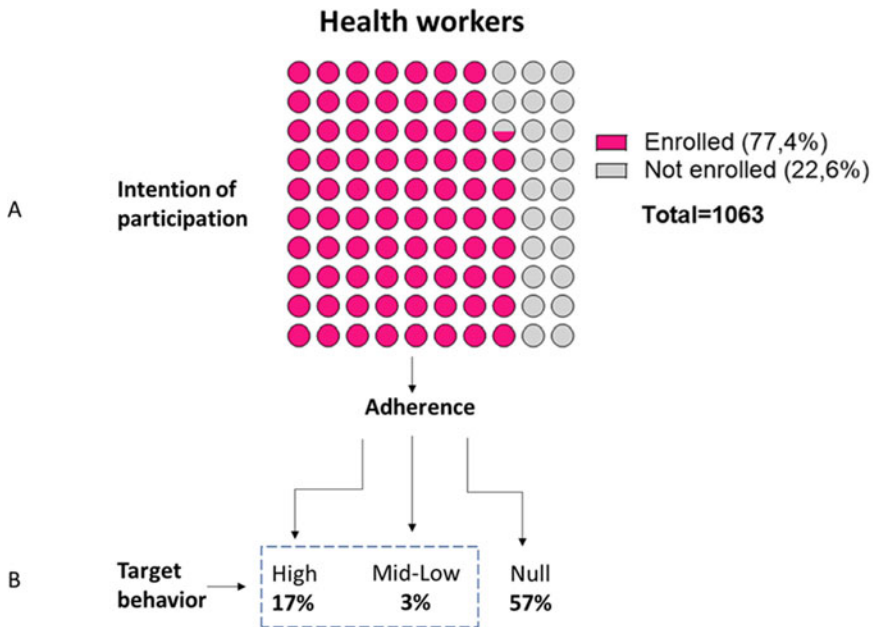 Health workers
Enrolled (77,4%)
Not enrolled (22,6%)
Total=1063
A
Intention of
participation
Adherence
B
Target
behavior
High
Mid-Low
Null
17%
3%
57%